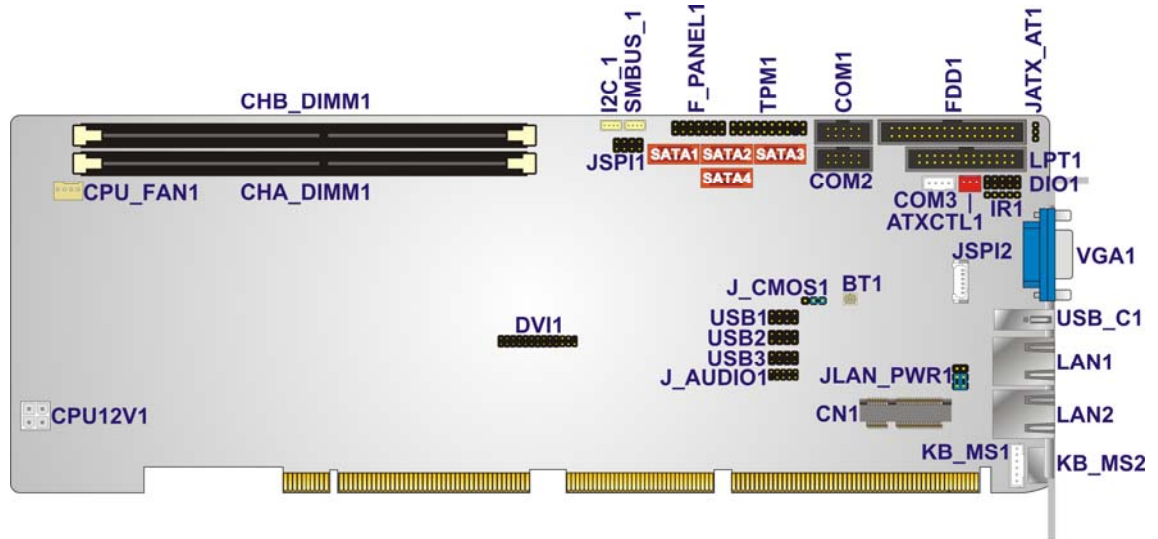 I2C_1
SMBUS_1
F_PANEL1
TPM1
COM1
FDD1
JATX_AT1
CHB_DIMM1
JSPI1
SATA1 SATA2 SATA3
SATA4
COM2
LPT1
DIO1
CPU_FAN1
CHA_DIMM1
COM3
IR1
ATXCTL1
JSPI2
VGA1
J_CMOS1
BT1
DVI1
USB1
USB2
USB3
J_AUDIO1
USB_C1
LAN1
JLAN_PWR1
CPU12V1
CN1
LAN2
KB_MS1
KB_MS2